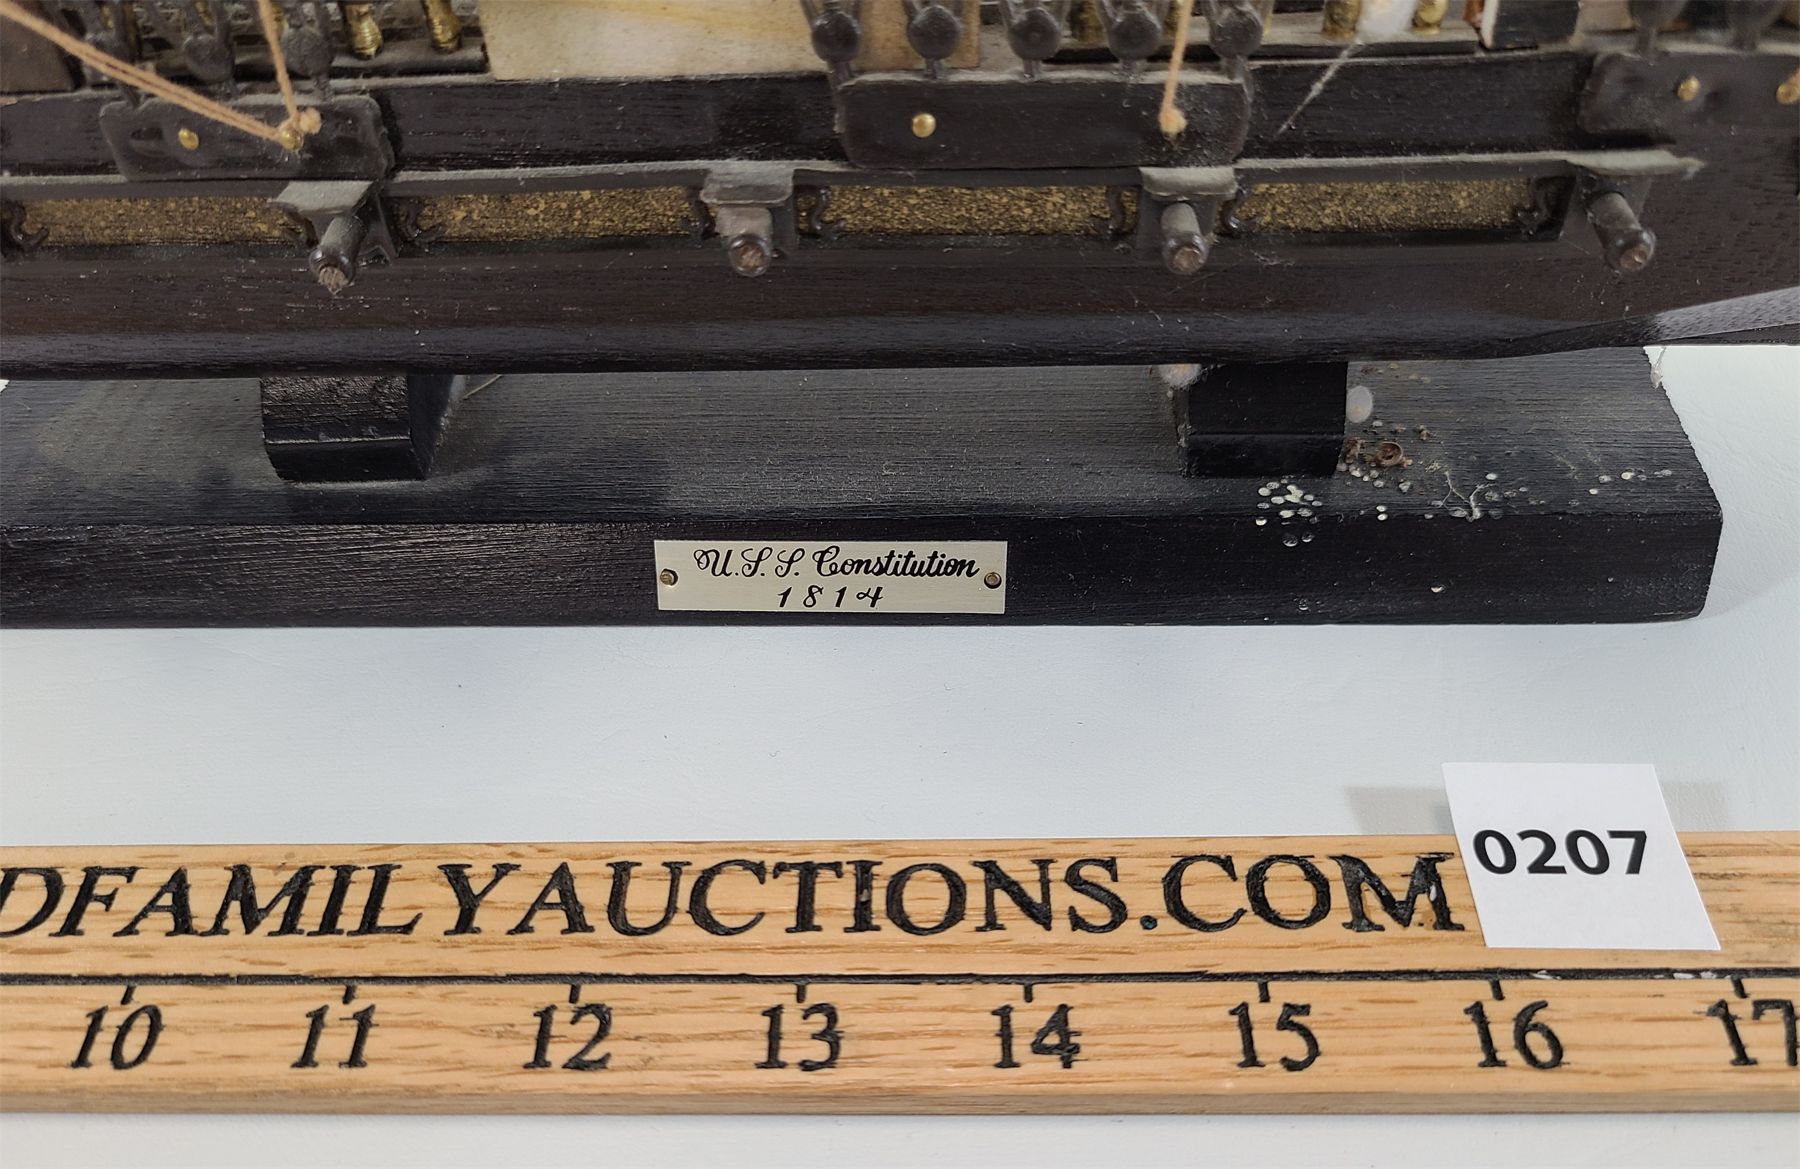 U.S.S. Constitution
1814
0207
DFAMILYAUCTIONS.COM
10 11 12 13 14 15 16 17